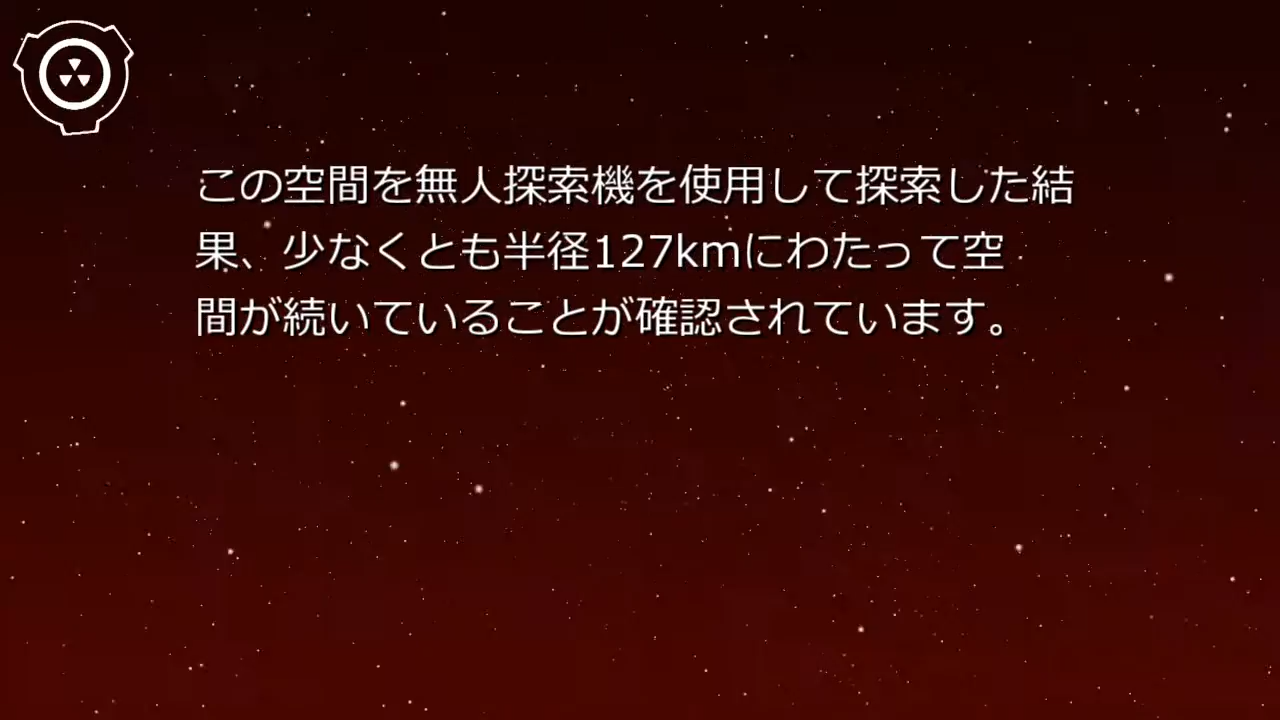 この空間を無人探索機を使用して探索した結
果、少なくとも半径127kmにわたって空
間が続いていることが確認されています。